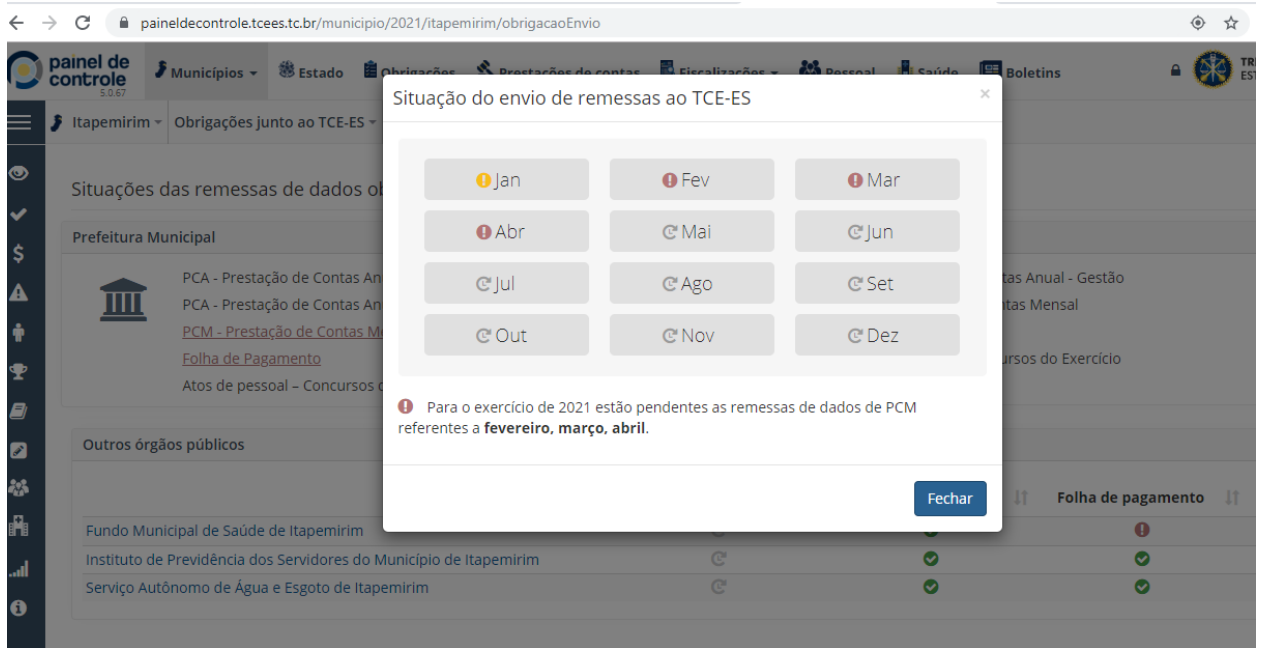 paineldecontrole.tcees.tc.br/municipio/2021/itapemirim/obrigacaoEnvio
painel de controle
5.0.67
Municípios
Estado
Obrigações
Prestações de contas
Fiscalizações
Pessoal
Saúde
Boletins
Itapemirim
Obrigações junto ao TCE-ES
Situação do envio de remessas ao TCE-ES
×
Jan Fev Mar
Abr Mai Jun
Jul Ago Set
Out Nov Dez
Para o exercício de 2021 estão pendentes as remessas de dados de PCM
referentes a fevereiro, março, abril.
Fechar
Situações das remessas de dados
Prefeitura Municipal
PCA - Prestação de Contas An
tas Anual - Gestão
PCA - Prestação de Contas An
tas Mensal
PCM - Prestação de Contas M
Folha de Pagamento
ursos do Exercício
Atos de pessoal – Concursos
Outros órgãos públicos
Folha de pagamento
Fundo Municipal de Saúde de Itapemirim
Instituto de Previdência dos Servidores do Município de Itapemirim
Serviço Autônomo de Água e Esgoto de Itapemirim